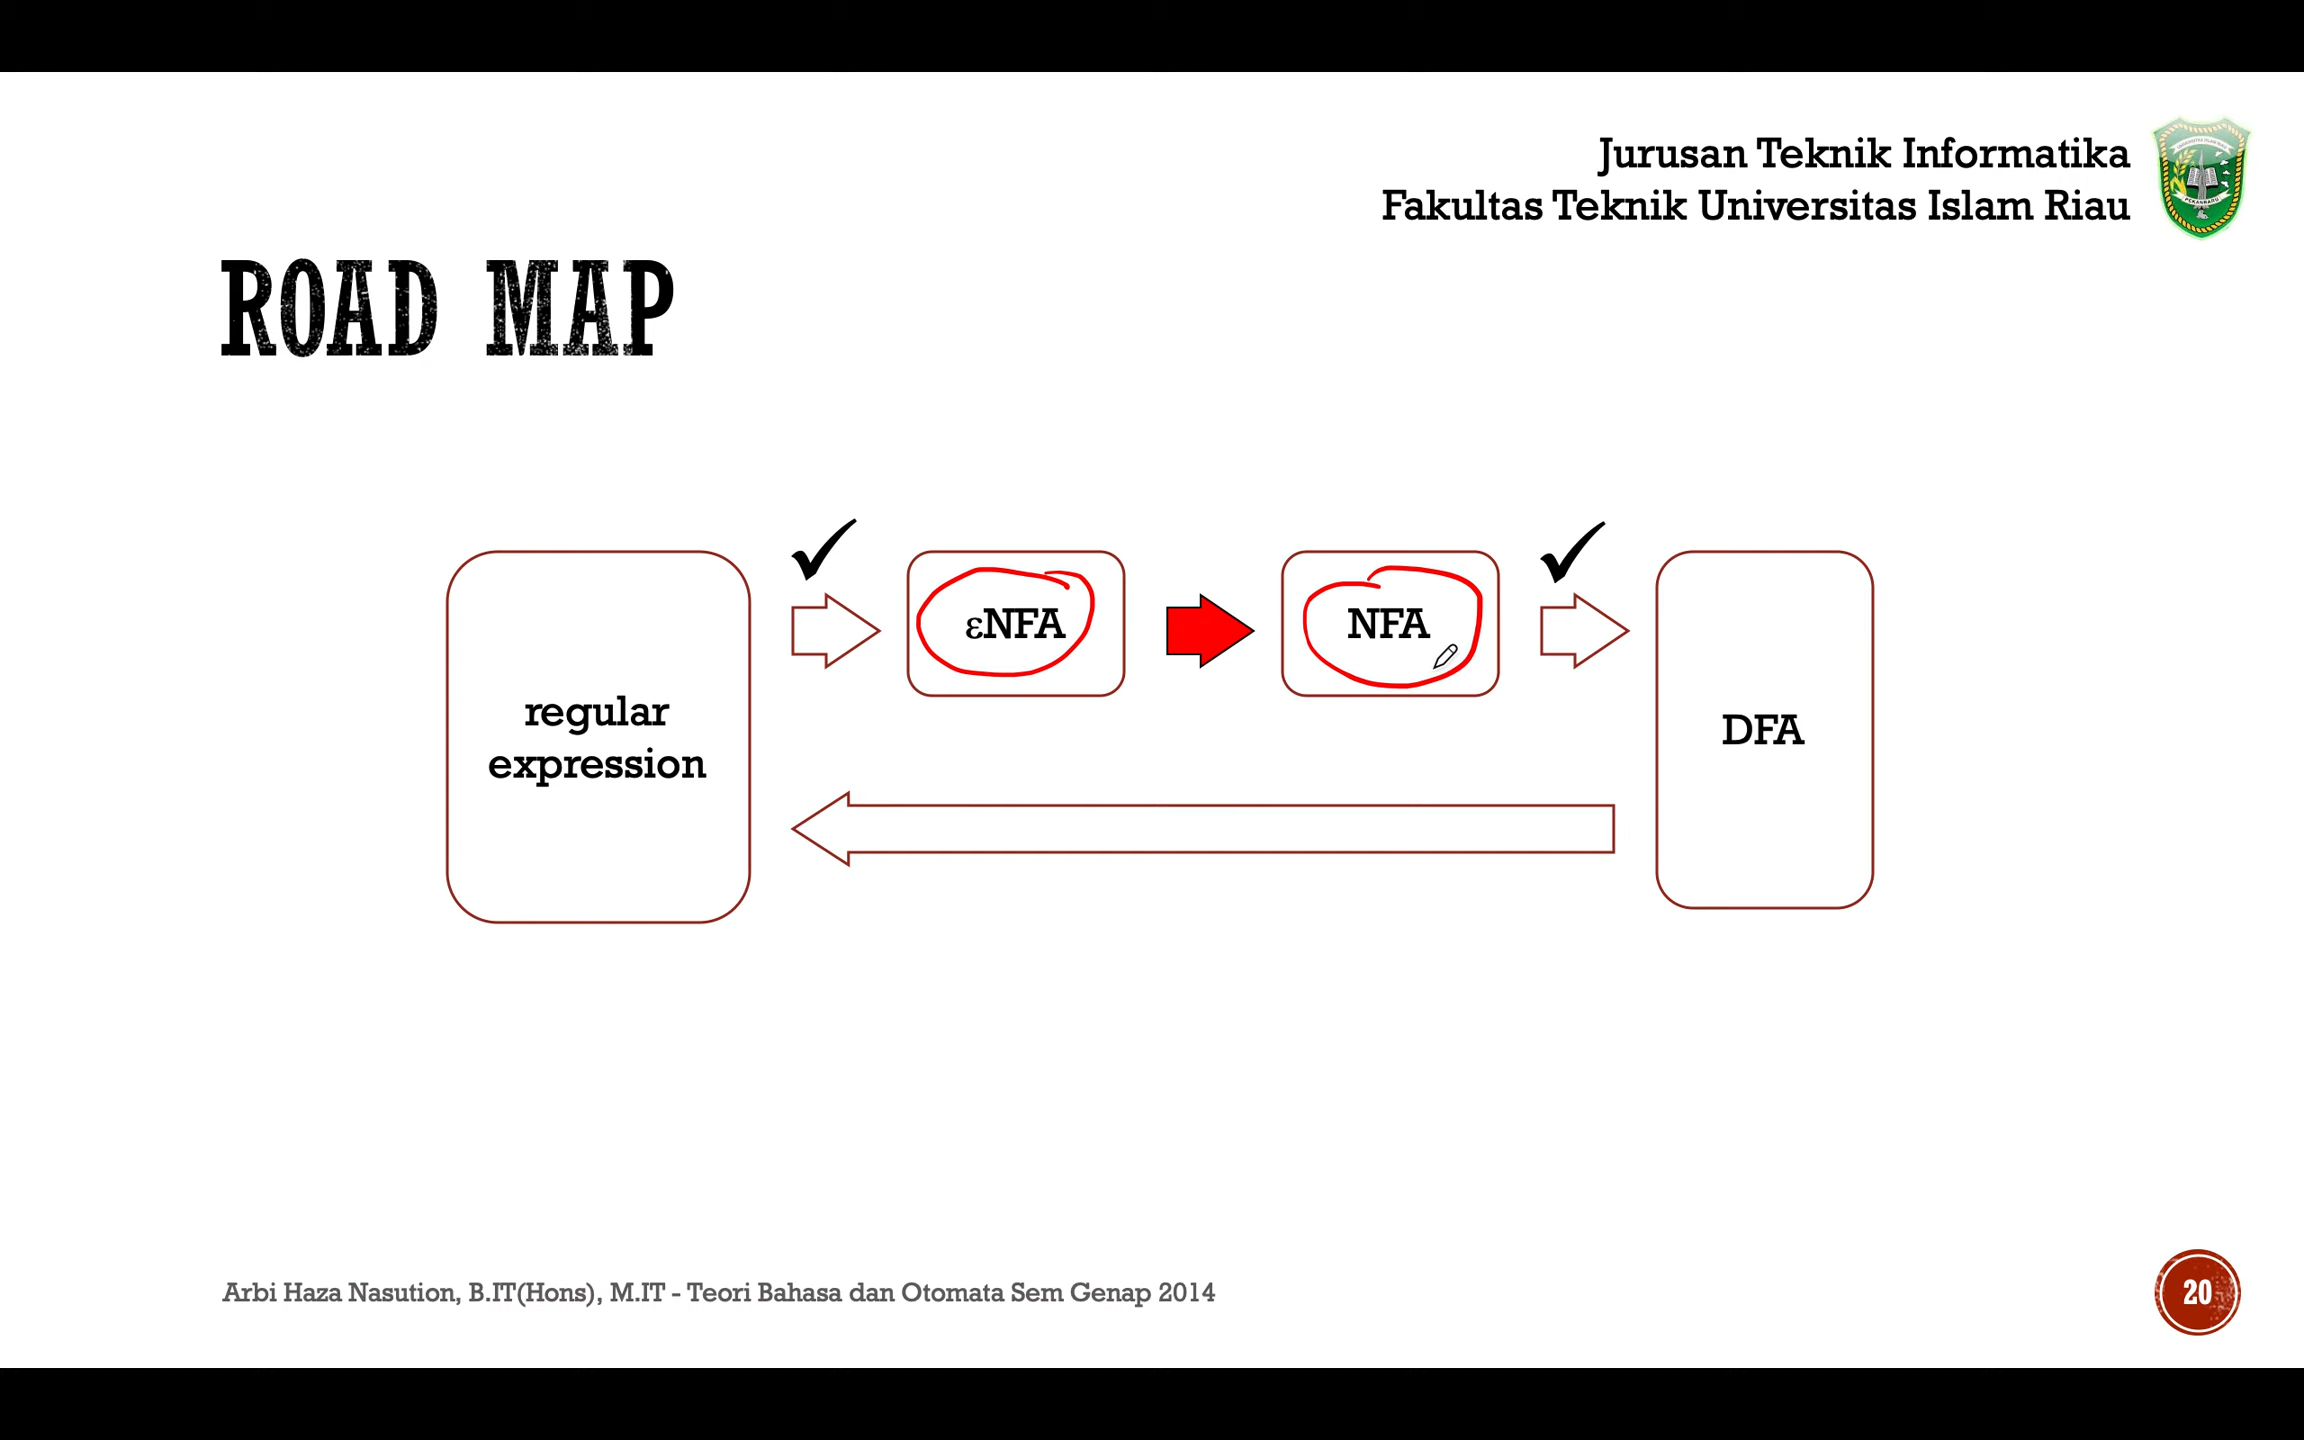 Jurusan Teknik Informatika
Fakultas Teknik Universitas Islam Riau
ROAD MAP
regular
expression
εNFA
NFA
DFA
Arbi Haza Nasution, B.IT(Hons), M.IT - Teori Bahasa dan Otomata Sem Genap 2014
20